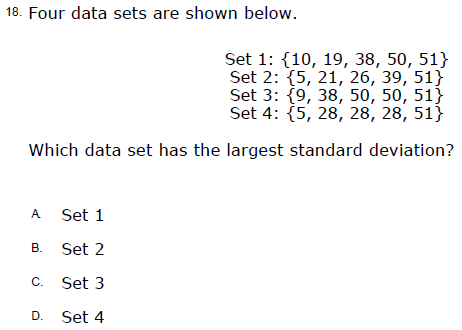 18. Four data sets are shown below.
Set 1: {10, 19, 38, 50, 51}
Set 2: {5, 21, 26, 39, 51}
Set 3: {9, 38, 50, 50, 51}
Set 4: {5, 28, 28, 28, 51}
Which data set has the largest standard deviation?
A. Set 1
B. Set 2
C. Set 3
D. Set 4